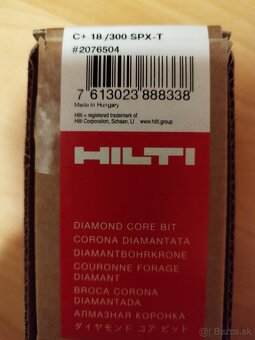 C+ 18 /300 SPX-T
#2076504
7 613023 888338
Made in Hungary
Hilti = registered trademark of
Hilti Corporation, Schaan, LI
www.hilti.group
HILTI
DIAMOND CORE BIT
CORONA DIAMANTATA
DIAMANTBOHRKRONE
COURONNE FORAGE
DIAMANT
BROCA CORONA
DIAMANTADA
АЛМАЗНАЯ КОРОНКА
ダイヤモンド コア ビット
bazos.sk